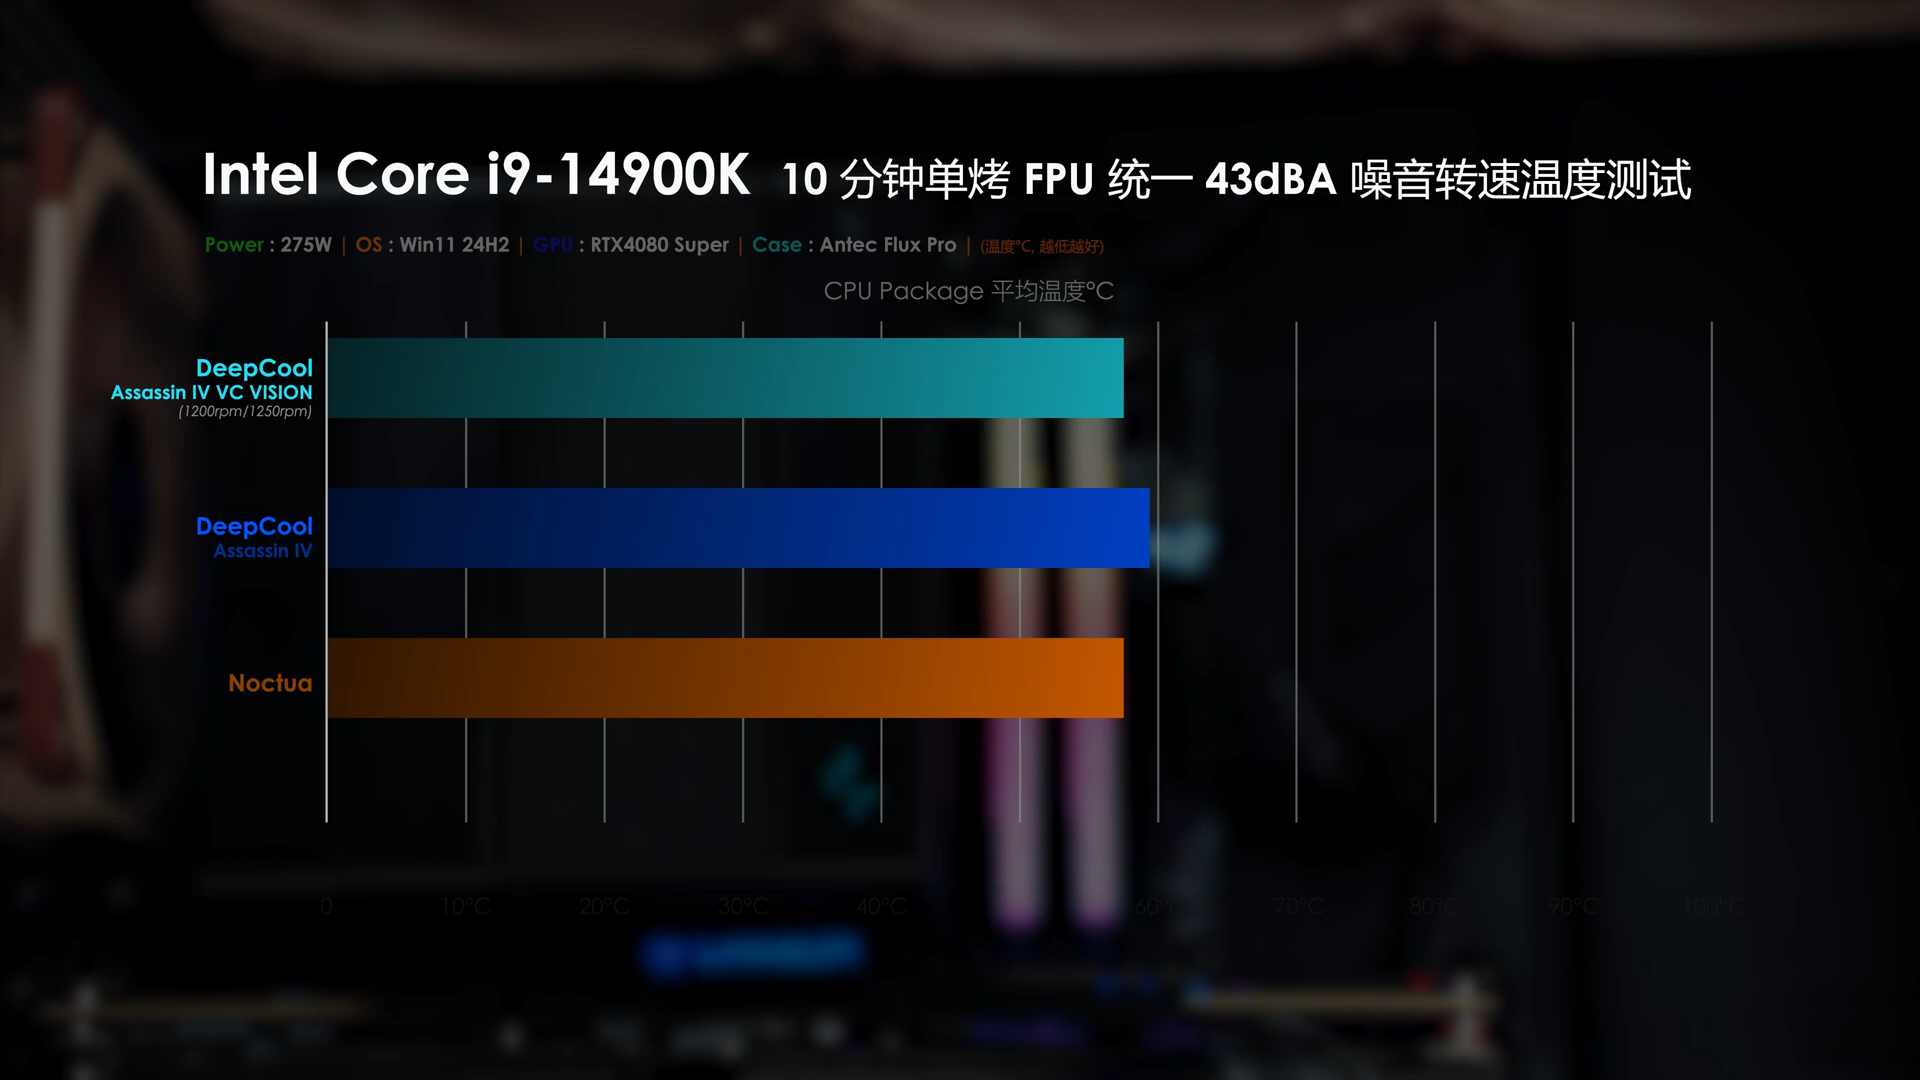 Intel Core i9-14900K 10 分钟单烤 FPU 统一 43dBA 噪音转速温度测试
Power : 275W | OS : Win11 24H2 | GPU : RTX4080 Super | Case : Antec Flux Pro | (温度°C, 越低越好)
CPU Package 平均温度°C
DeepCool
Assassin IV VC VISION
(1200rpm/1250rpm)
DeepCool
Assassin IV
Noctua
0 10°C 20°C 30°C 40°C 60°C 70°C 80°C 90°C 100°C